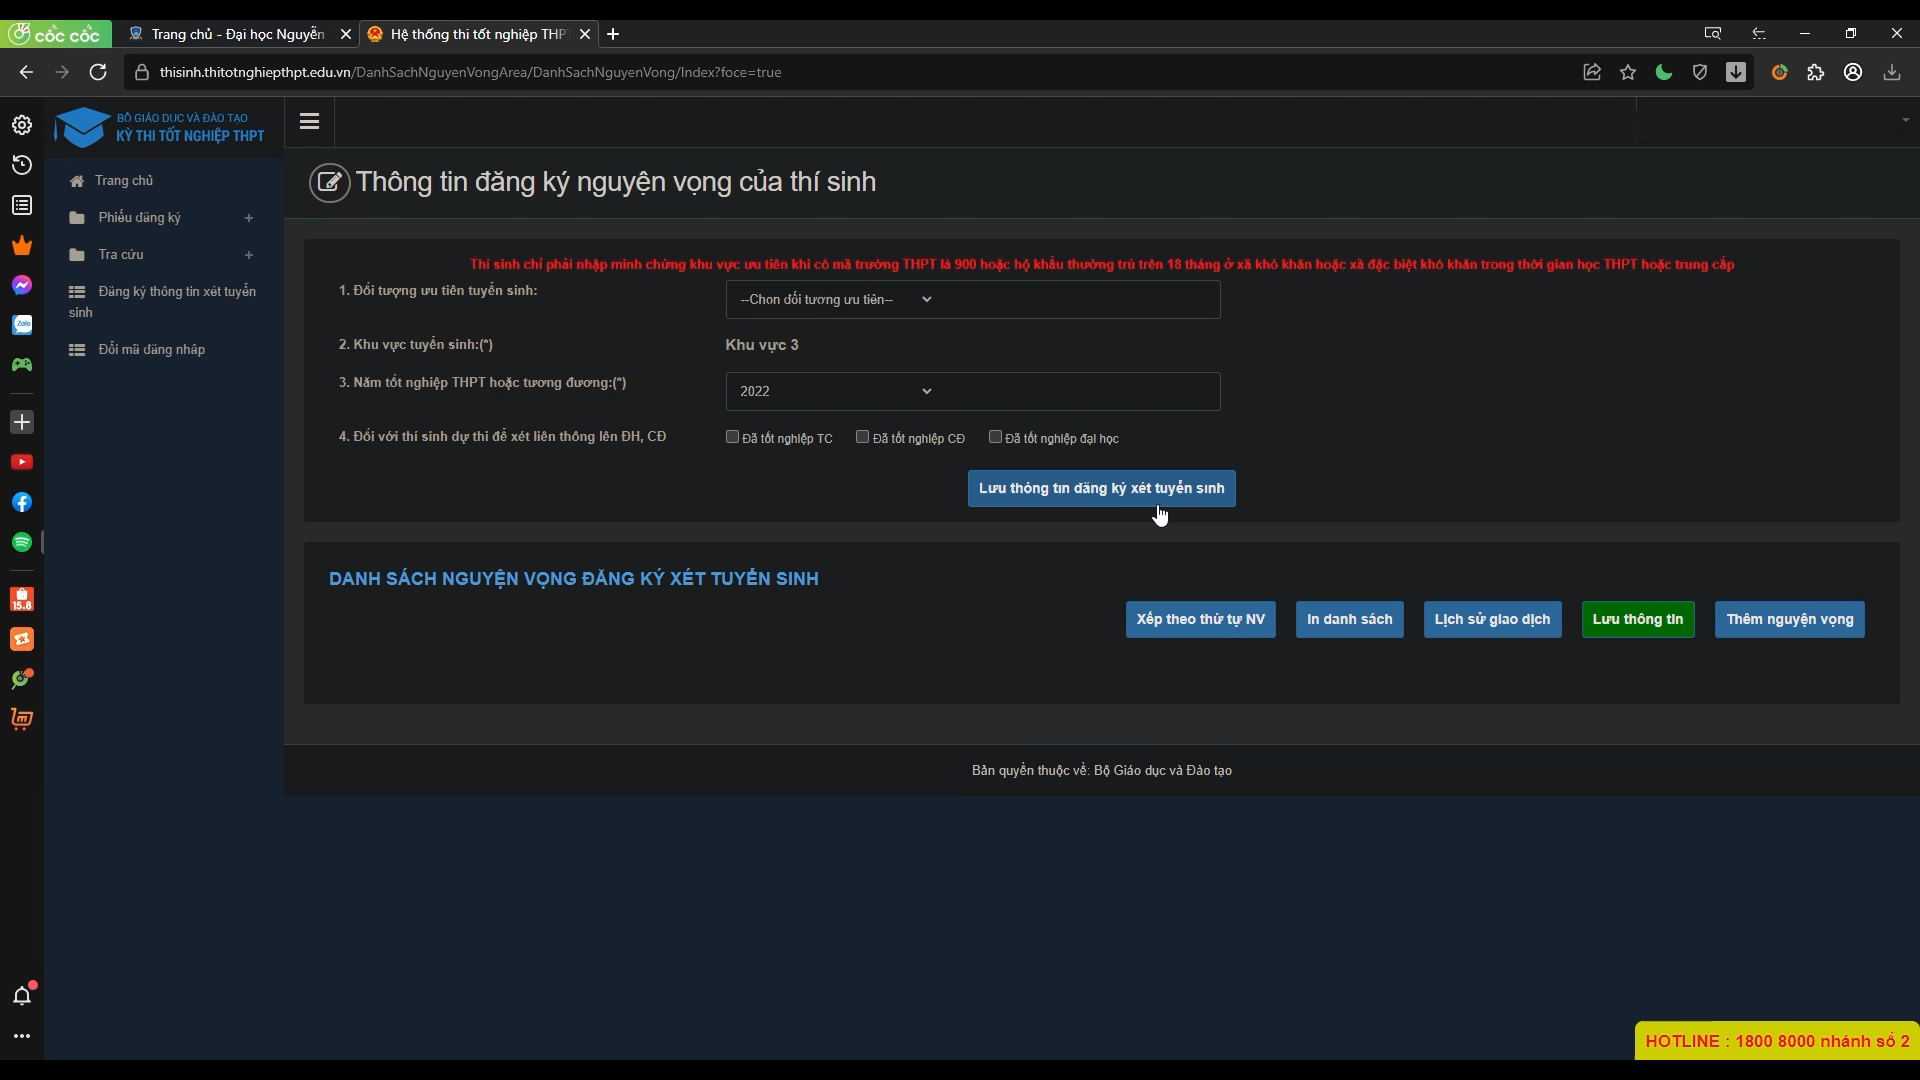 cốc cốc
Trang chủ - Đại học Nguyễn
Hệ thống thi tốt nghiệp THP
thisinh.thitotnghiepthpt.edu.vn/DanhSachNguyenVongArea/DanhSachNguyenVong/Index?foce=true
BỘ GIÁO DỤC VÀ ĐÀO TẠO
KỲ THI TỐT NGHIỆP THPT
Trang chủ
Phiếu đăng ký
Tra cứu
Đăng ký thông tin xét tuyển
sinh
Đổi mã đăng nhập
Thông tin đăng ký nguyện vọng của thí sinh
Thí sinh chỉ phải nhập minh chứng khu vực ưu tiên khi có mã trường THPT là 900 hoặc hộ khẩu thường trú trên 18 tháng ở xã khó khăn hoặc xã đặc biệt khó khăn trong thời gian học THPT hoặc trung cấp
1. Đối tượng ưu tiên tuyển sinh:
--Chọn đối tượng ưu tiên--
2. Khu vực tuyển sinh:(*)
Khu vực 3
3. Năm tốt nghiệp THPT hoặc tương đương:(*)
2022
4. Đối với thí sinh dự thi để xét liên thông lên ĐH, CĐ
Đã tốt nghiệp TC
Đã tốt nghiệp CĐ
Đã tốt nghiệp đại học
Lưu thông tin đăng ký xét tuyển sinh
DANH SÁCH NGUYỆN VỌNG ĐĂNG KÝ XÉT TUYỂN SINH
Xếp theo thứ tự NV
In danh sách
Lịch sử giao dịch
Lưu thông tin
Thêm nguyện vọng
Zalo
15.8
Bản quyền thuộc về: Bộ Giáo dục và Đào tạo
HOTLINE : 1800 8000 nhánh số 2